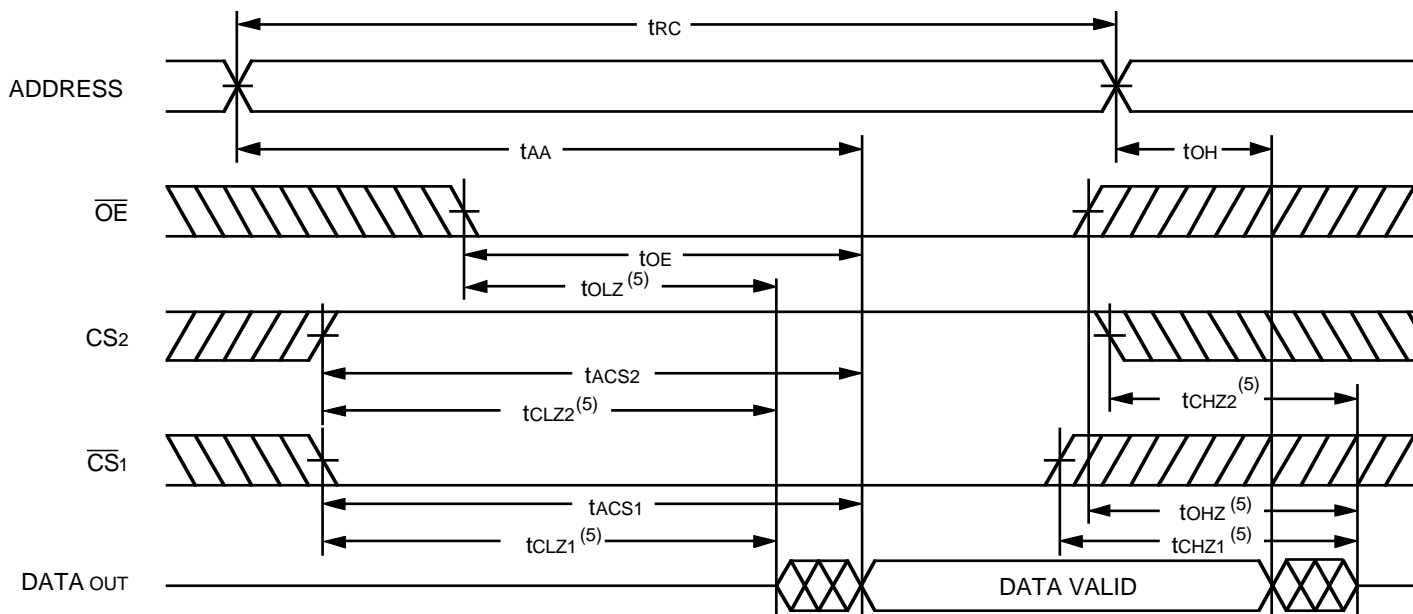 tRC
ADDRESS
tAA
tOH
OE
tOE
tOLZ (5)
CS2
tACS2
tCLZ2 (5)
tCHZ2 (5)
CS1
tACS1
tOHZ (5)
tCLZ1 (5)
tCHZ1 (5)
DATA OUT
DATA VALID